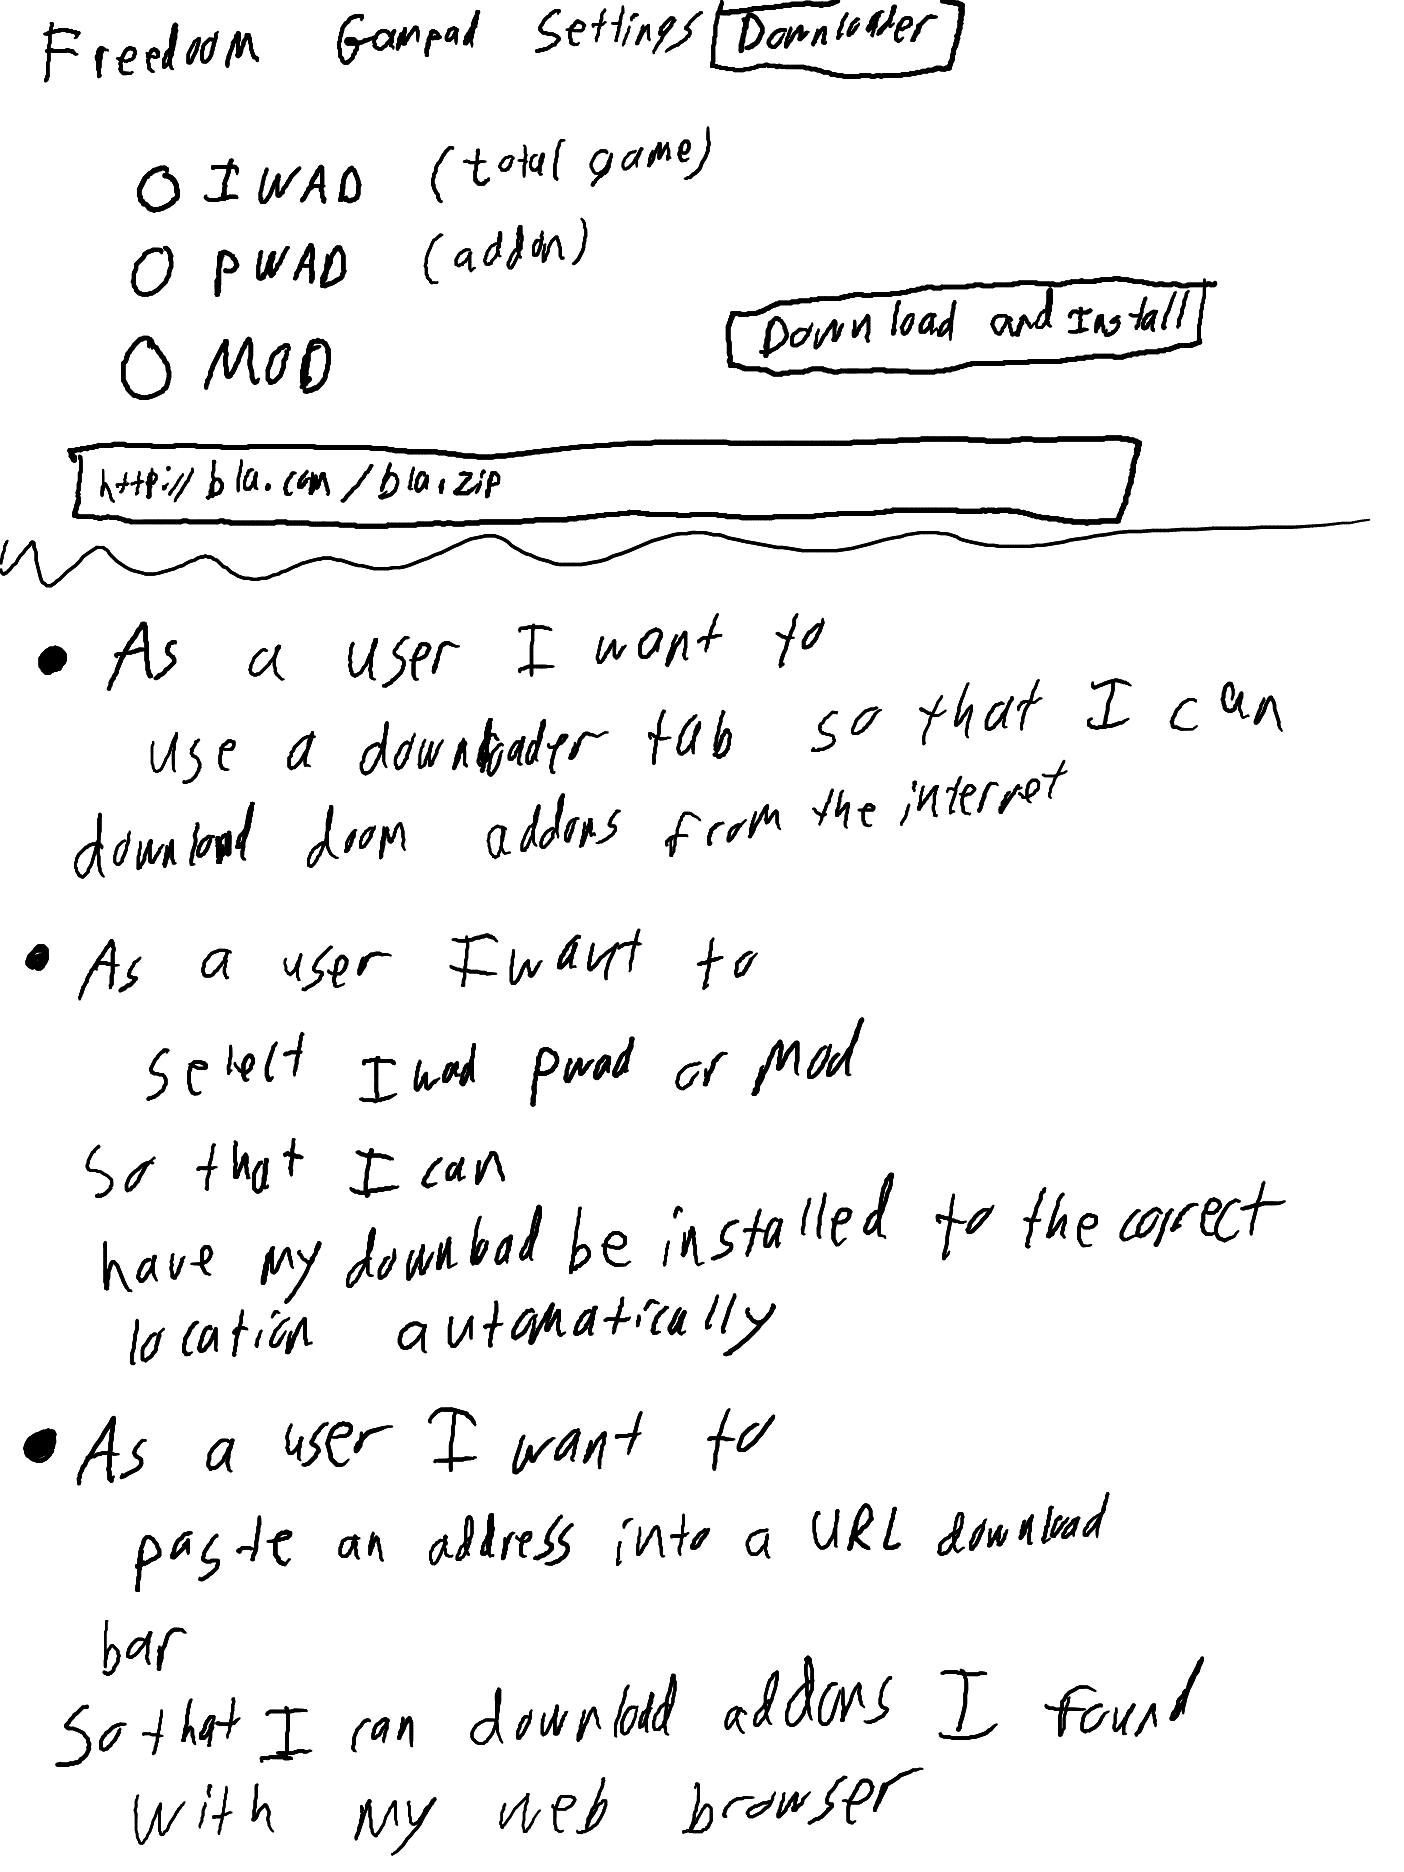 Freedoom Gampad Settings Downloader
IWAD (total game)
PWAD (addon)
MOD
Download and Install
http://bla.com/bla.zip
As a user I want to
use a downloader tab so that I can
download doom addons from the internet
As a user I want to
select Iwad pwad or Mod
So that I can
have my download be installed to the correct
location automatically
As a user I want to
paste an address into a URL download
bar
So that I can download addons I found
with my web browser